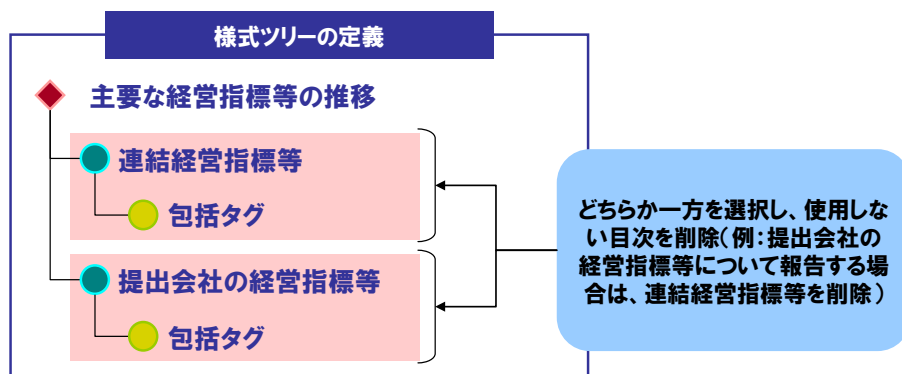 様式ツリーの定義
主要な経営指標等の推移
連結経営指標等
包括タグ
提出会社の経営指標等
包括タグ
どちらか一方を選択し、使用しな
い目次を削除(例:提出会社の
経営指標等について報告する場
合は、連結経営指標等を削除)